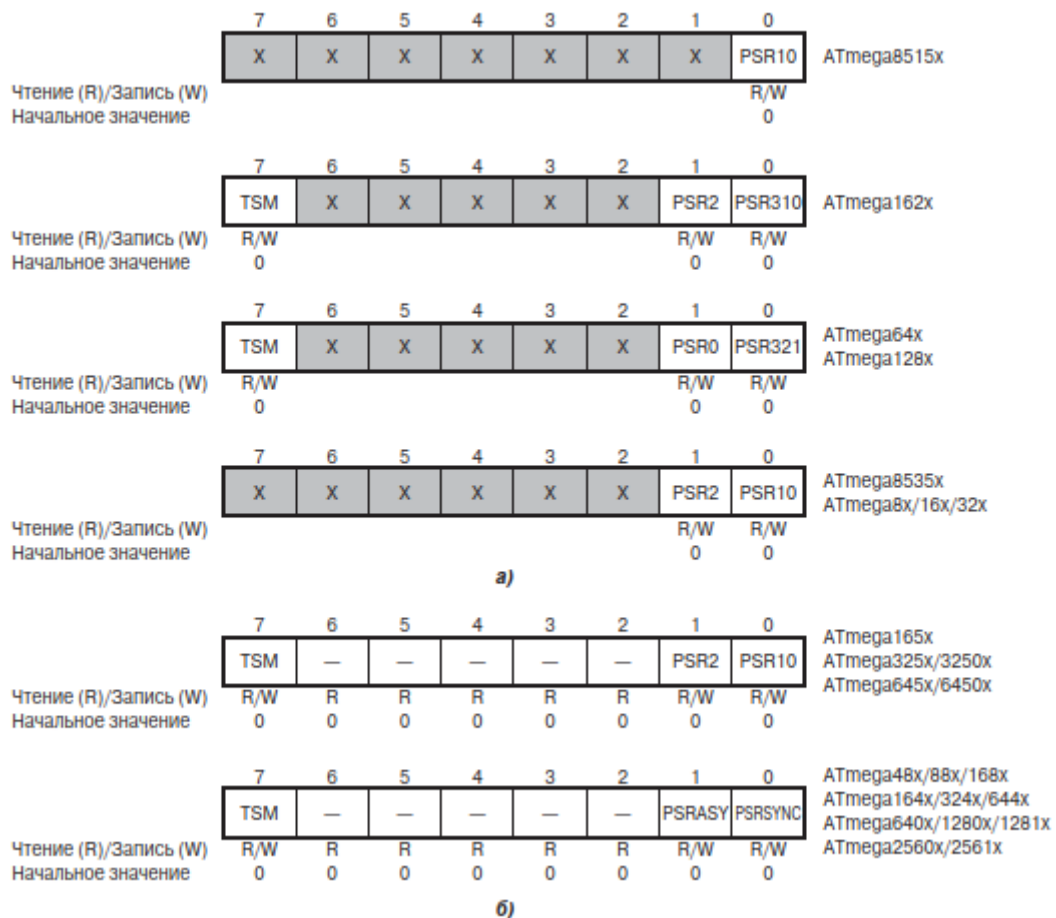 7 6 5 4 3 2 1 0
X X X X X X X PSR10 ATmega8515x
Чтение (R)/Запись (W) R/W
Начальное значение 0
7 6 5 4 3 2 1 0
TSM X X X X X PSR2 PSR310 ATmega162x
Чтение (R)/Запись (W) R/W R/W R/W
Начальное значение 0 0 0
7 6 5 4 3 2 1 0
ATmega64x
TSM X X X X X PSR0 PSR321
ATmega128x
Чтение (R)/Запись (W) R/W R/W R/W
Начальное значение 0 0 0
7 6 5 4 3 2 1 0
ATmega8535x
X X X X X X PSR2 PSR10
ATmega8x/16x/32x
Чтение (R)/Запись (W) R/W R/W
Начальное значение 0 0
а)
7 6 5 4 3 2 1 0
ATmega165x
TSM — — — — — PSR2 PSR10
ATmega325x/3250x
ATmega645x/6450x
Чтение (R)/Запись (W) R/W R R R R R R/W R/W
Начальное значение 0 0 0 0 0 0 0 0
7 6 5 4 3 2 1 0
ATmega48x/88x/168x
ATmega164x/324x/644x
TSM — — — — — PSRASY PSRSYNC
ATmega640x/1280x/1281x
ATmega2560x/2561x
Чтение (R)/Запись (W) R/W R R R R R R/W R/W
Начальное значение 0 0 0 0 0 0 0 0
б)